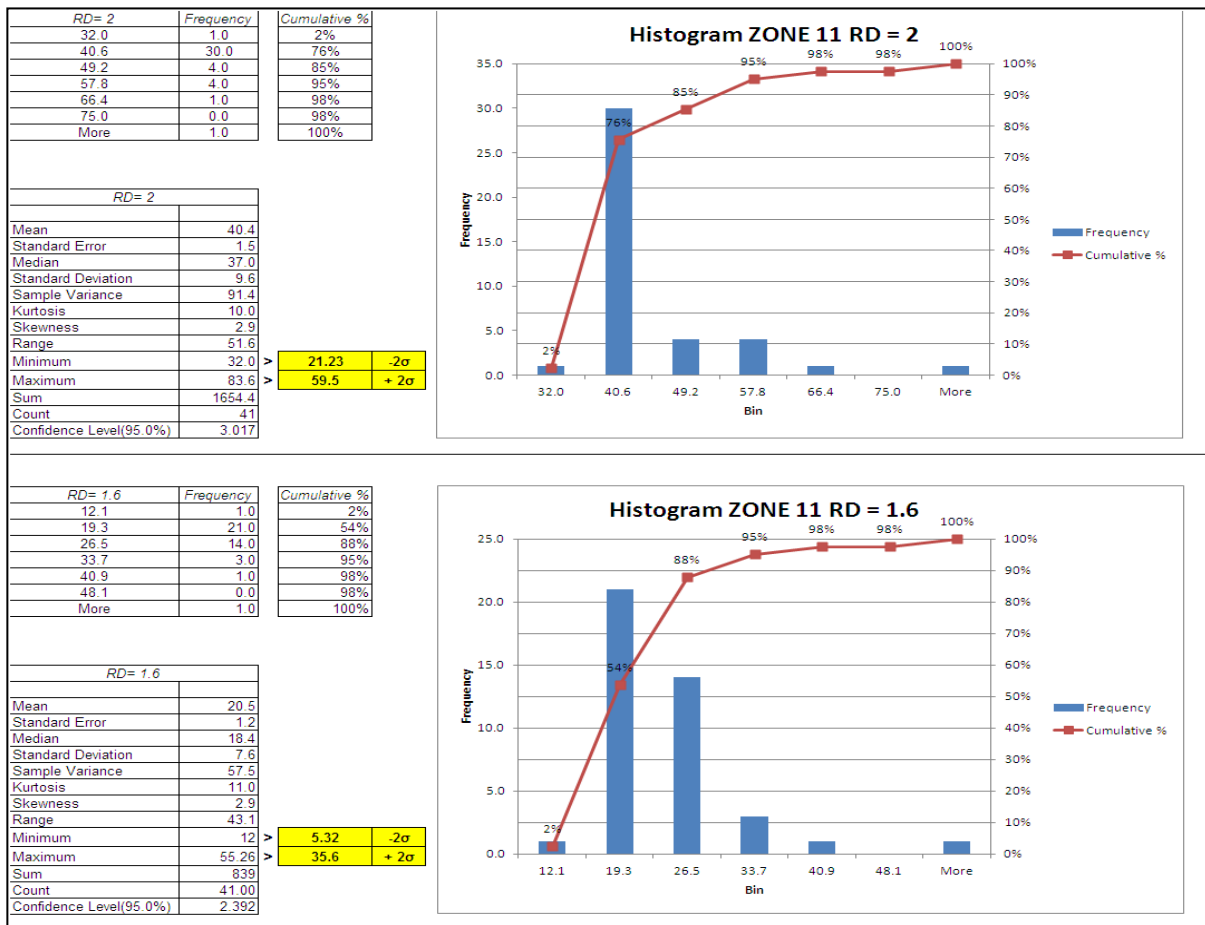 RD= 2 Frequency Cumulative %
32.0 1.0 2%
40.6 30.0 76%
49.2 4.0 85%
57.8 4.0 95%
66.4 1.0 98%
75.0 0.0 98%
More 1.0 100%
RD= 2
Mean 40.4
Standard Error 1.5
Median 37.0
Standard Deviation 9.6
Sample Variance 91.4
Kurtosis 10.0
Skewness 2.9
Range 51.6
Minimum 32.0 > 21.23 -2σ
Maximum 83.6 > 59.5 + 2σ
Sum 1654.4
Count 41
Confidence Level(95.0%) 3.017
Histogram ZONE 11 RD = 2
35.0
30.0
25.0
20.0
15.0
10.0
5.0
0.0
Frequency
2%
76%
85%
95%
98%
98%
100%
100%
90%
80%
70%
60%
50%
40%
30%
20%
10%
0%
32.0 40.6 49.2 57.8 66.4 75.0 More
Bin
Frequency
Cumulative %
RD= 1.6 Frequency Cumulative %
12.1 1.0 2%
19.3 21.0 54%
26.5 14.0 88%
33.7 3.0 95%
40.9 1.0 98%
48.1 0.0 98%
More 1.0 100%
RD= 1.6
Mean 20.5
Standard Error 1.2
Median 18.4
Standard Deviation 7.6
Sample Variance 57.5
Kurtosis 11.0
Skewness 2.9
Range 43.1
Minimum 12 > 5.32 -2σ
Maximum 55.26 > 35.6 + 2σ
Sum 839
Count 41.00
Confidence Level(95.0%) 2.392
Histogram ZONE 11 RD = 1.6
25.0
20.0
15.0
10.0
5.0
0.0
Frequency
2%
54%
88%
95%
98%
98%
100%
100%
90%
80%
70%
60%
50%
40%
30%
20%
10%
0%
12.1 19.3 26.5 33.7 40.9 48.1 More
Bin
Frequency
Cumulative %